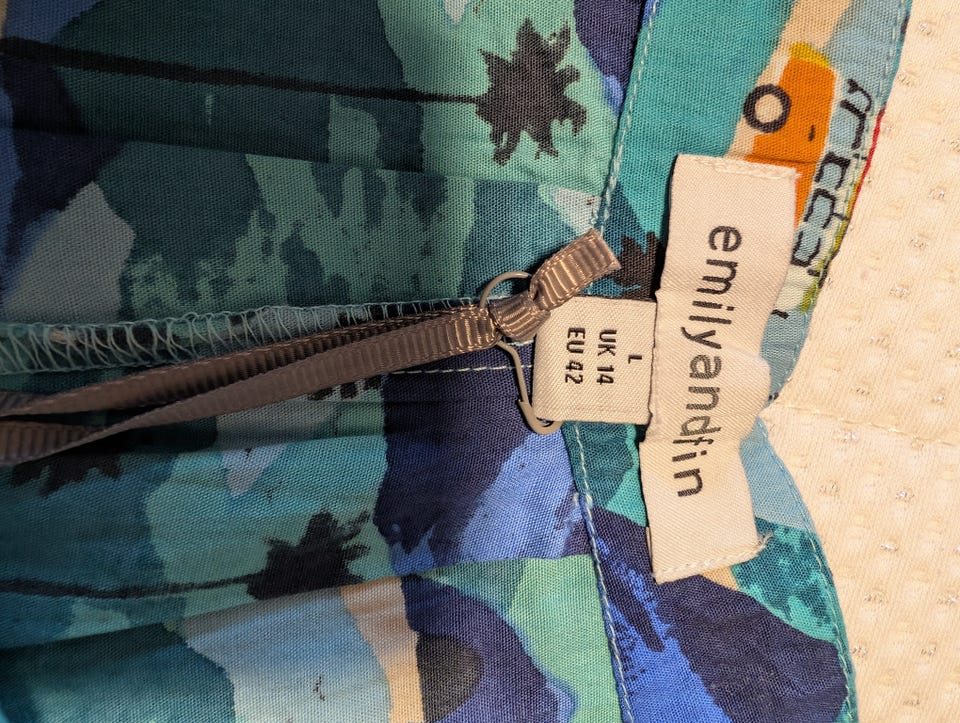 emilyandfin
L
UK 14
EU 42